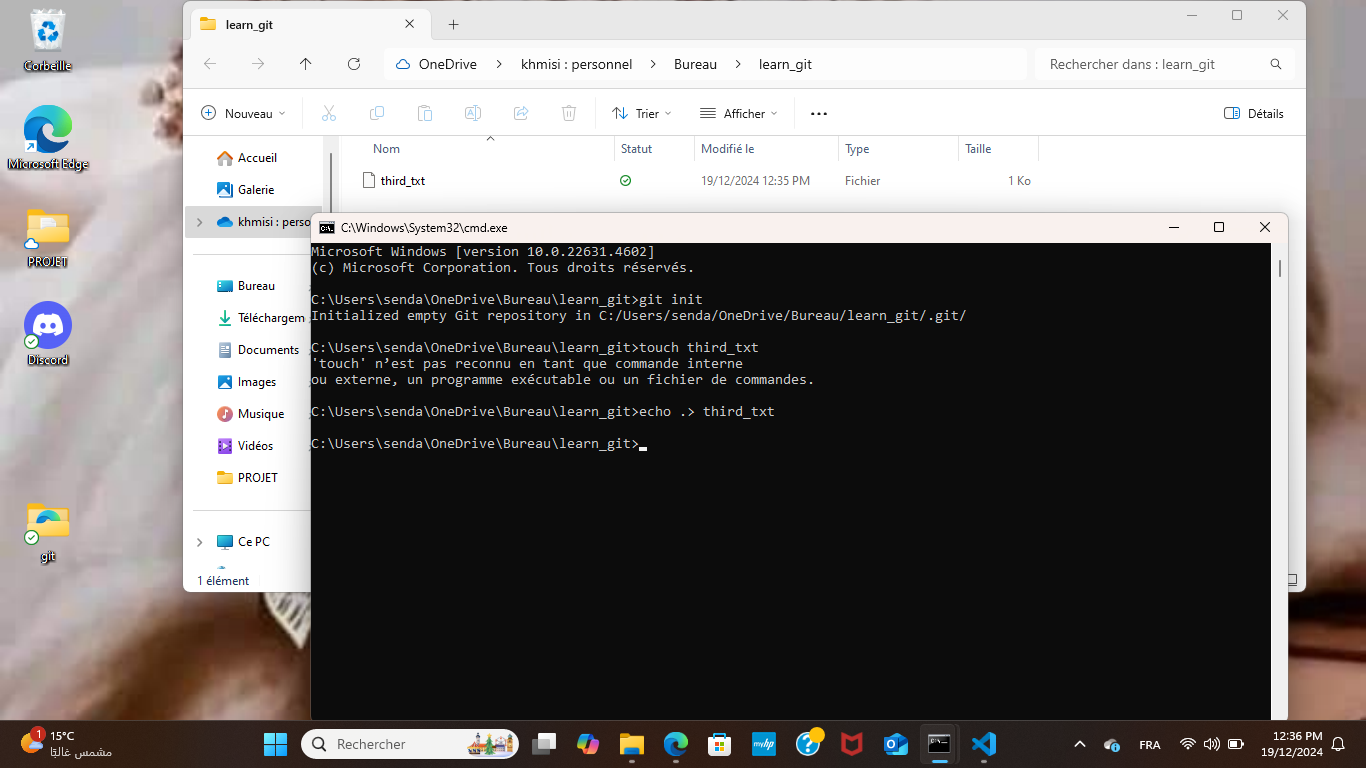 Corbeille
Microsoft Edge
PROJET
Discord
git
learn_git
OneDrive
khmisi : personnel
Bureau
learn_git
Rechercher dans : learn_git
Nouveau
Trier
Afficher
Détails
Nom
Statut
Modifié le
Type
Taille
third_txt
19/12/2024 12:35 PM
Fichier
1 Ko
Accueil
Galerie
khmisi : perso
Bureau
Téléchargem
Documents
Images
Musique
Vidéos
PROJET
Ce PC
1 élément
C:\Windows\System32\cmd.exe
Microsoft Windows [version 10.0.22631.4602]
(c) Microsoft Corporation. Tous droits réservés.
C:\Users\senda\OneDrive\Bureau\learn_git>git init
Initialized empty Git repository in C:/Users/senda/OneDrive/Bureau/learn_git/.git/
C:\Users\senda\OneDrive\Bureau\learn_git>touch third_txt
'touch' n’est pas reconnu en tant que commande interne
ou externe, un programme exécutable ou un fichier de commandes.
C:\Users\senda\OneDrive\Bureau\learn_git>echo .> third_txt
C:\Users\senda\OneDrive\Bureau\learn_git>
1
15°C
مشمس غالبًا
Rechercher
myhp
FRA
12:36 PM
19/12/2024